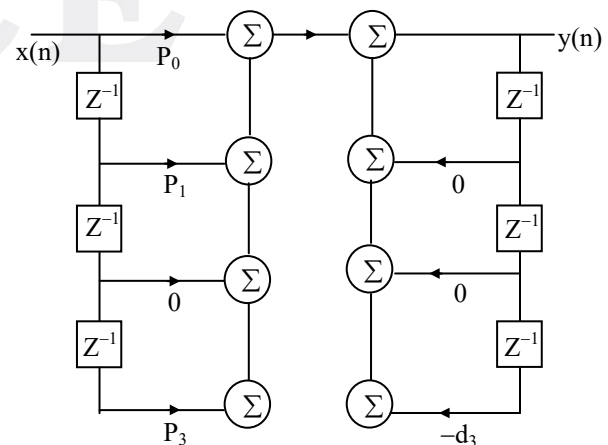 x(n) P₀ Σ Σ y(n)
Z⁻¹ Z⁻¹
P₁ Σ Σ 0
Z⁻¹ Z⁻¹
0 Σ Σ 0
Z⁻¹ Z⁻¹
P₃ Σ Σ −d₃